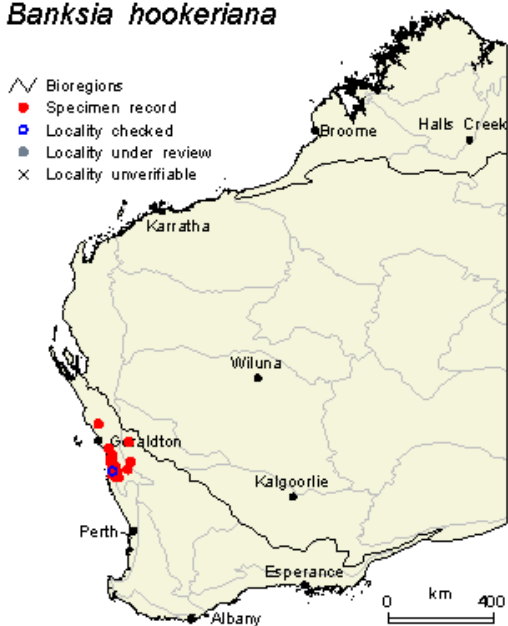 Banksia hookeriana
Bioregions
Specimen record
Locality checked
Locality under review
Locality unverifiable
Broome
Halls Creek
Karratha
Wiluna
Geraldton
Kalgoorlie
Perth
Esperance
Albany
km
0 400